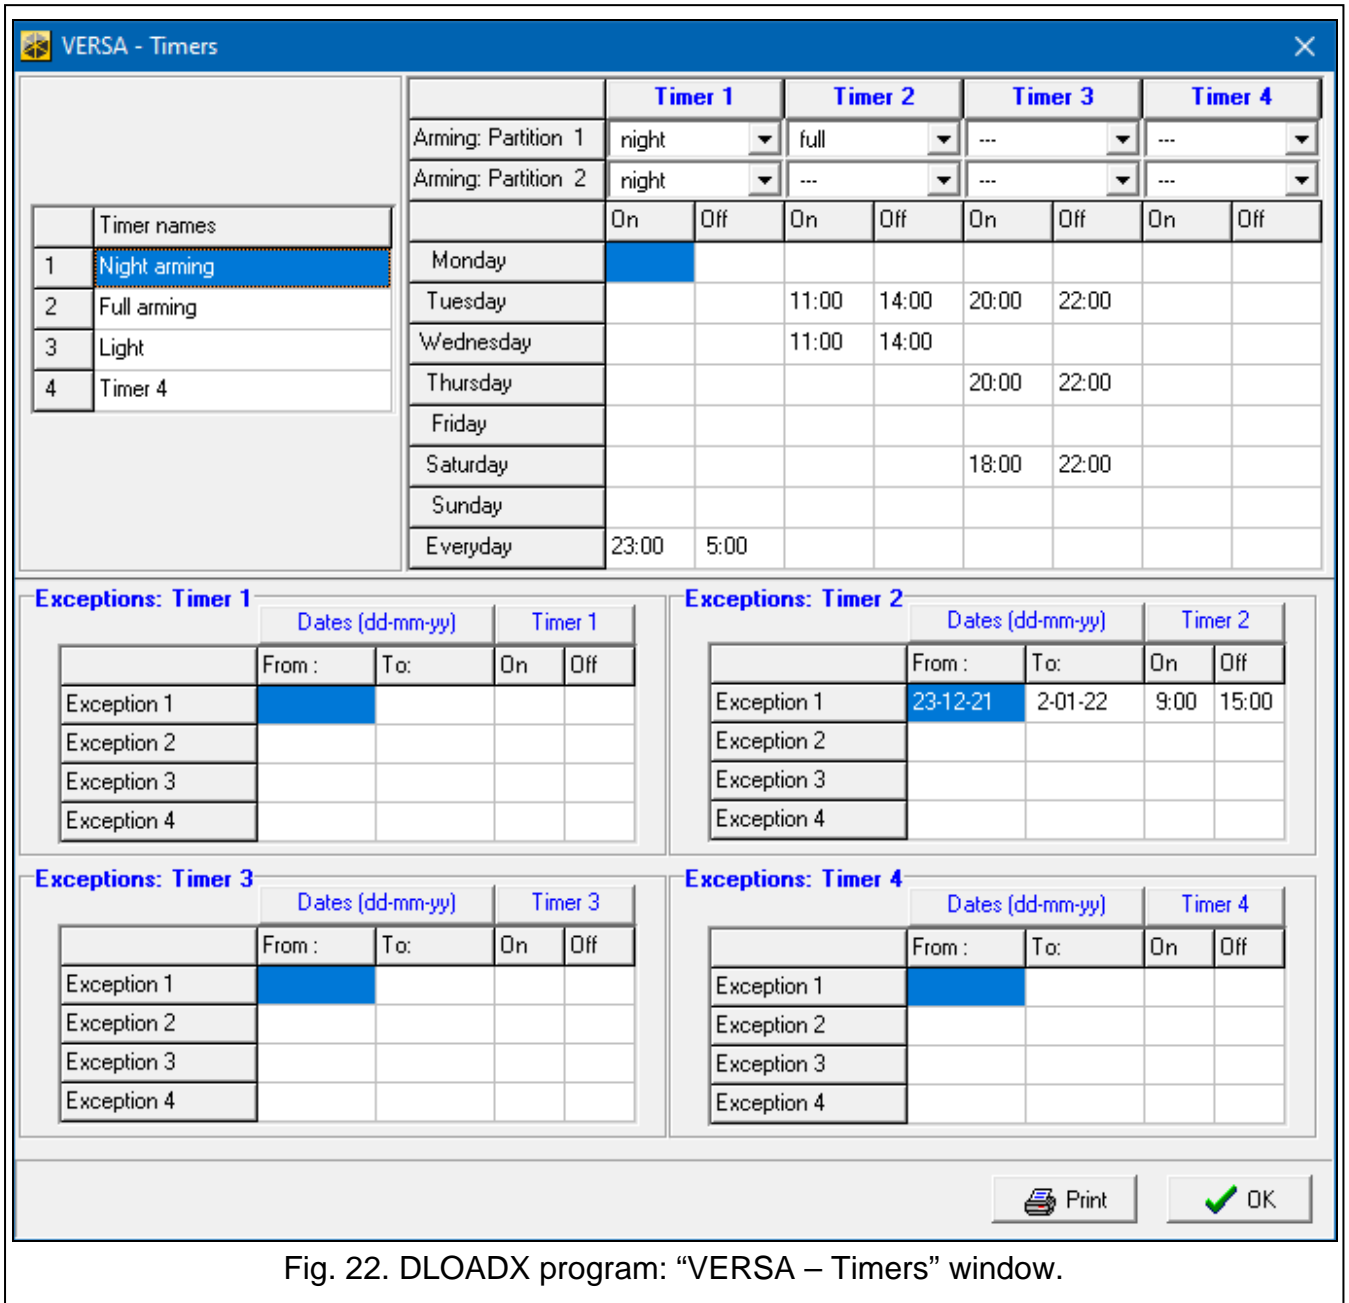 VERSA - Timers
Timer 1 Timer 2 Timer 3 Timer 4
Arming: Partition 1 night full --- ---
Arming: Partition 2 night --- --- ---
On Off On Off On Off On Off
Timer names
1 Night arming
2 Full arming
3 Light
4 Timer 4
Monday
Tuesday 11:00 14:00 20:00 22:00
Wednesday 11:00 14:00
Thursday 20:00 22:00
Friday
Saturday 18:00 22:00
Sunday
Everyday 23:00 5:00
Exceptions: Timer 1
Dates (dd-mm-yy) Timer 1
From : To: On Off
Exception 1
Exception 2
Exception 3
Exception 4
Exceptions: Timer 2
Dates (dd-mm-yy) Timer 2
From : To: On Off
Exception 1 23-12-21 2-01-22 9:00 15:00
Exception 2
Exception 3
Exception 4
Exceptions: Timer 3
Dates (dd-mm-yy) Timer 3
From : To: On Off
Exception 1
Exception 2
Exception 3
Exception 4
Exceptions: Timer 4
Dates (dd-mm-yy) Timer 4
From : To: On Off
Exception 1
Exception 2
Exception 3
Exception 4
Print OK
Fig. 22. DLOADX program: “VERSA – Timers” window.